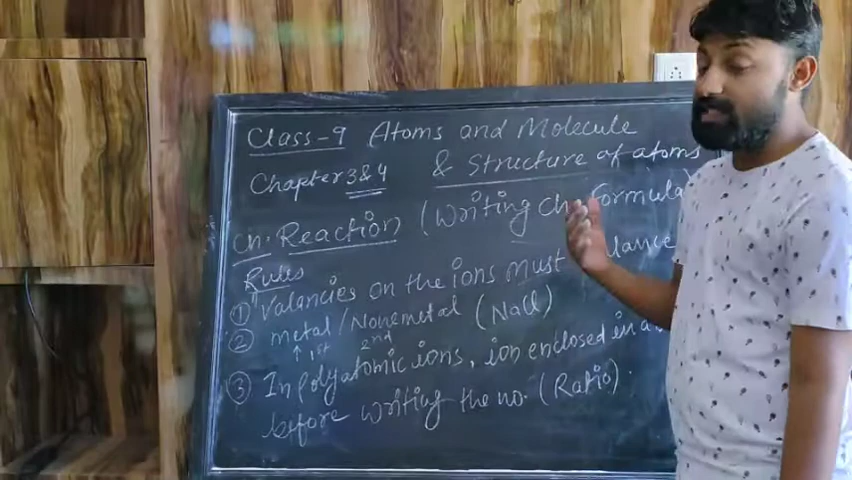 Class-9 Atoms and Molecule
Chapter 3&4 & Structure of atoms
Ch. Reaction (Writing Ch formula)
Rules
① Valancies on the ions must lance
② metal/Nonemetal (Nacl)
↑ 1st 2nd
③ In polyatomic ions, ion enclosed in a
before writing the no. (Ratio).